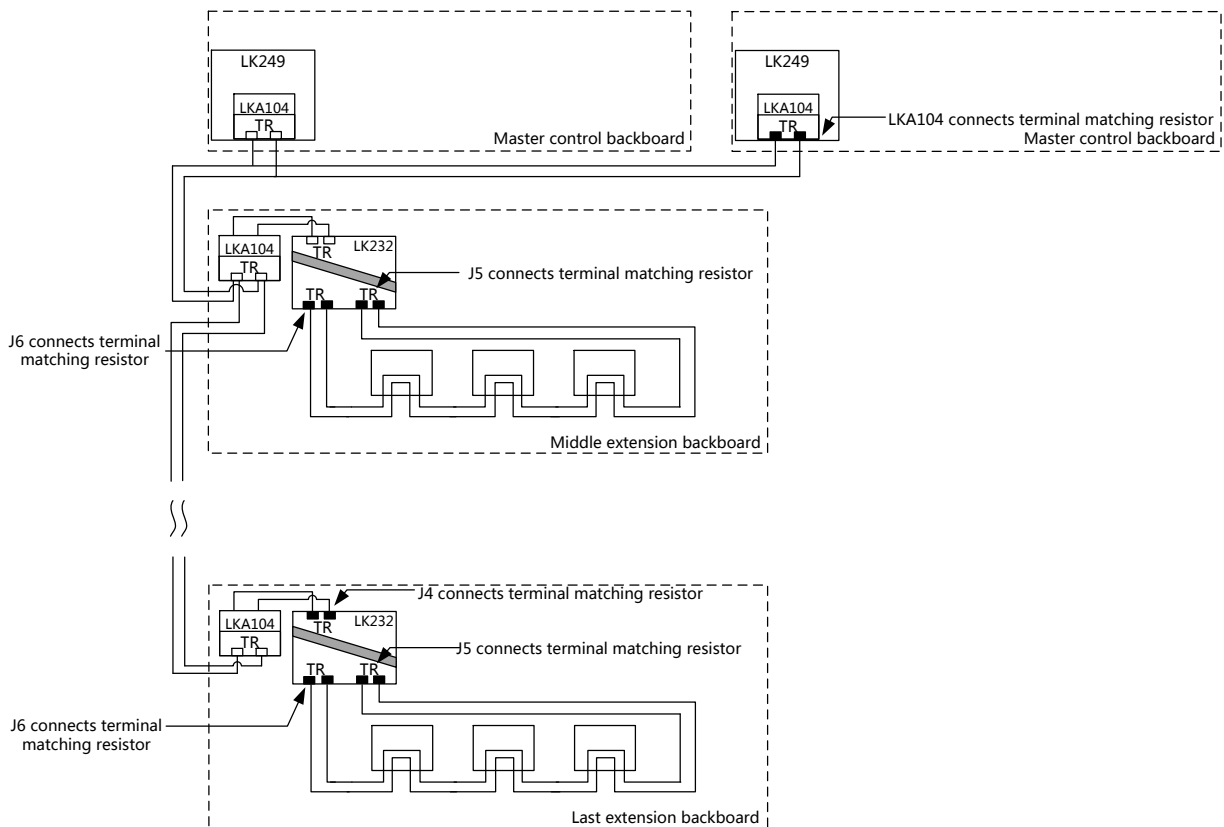 LK249
LKA104
TR
Master control backboard
LK249
LKA104
TR
LKA104 connects terminal matching resistor
Master control backboard
LKA104
TR
LK232
TR
J5 connects terminal matching resistor
TR
TR
J6 connects terminal
matching resistor
Middle extension backboard
J4 connects terminal matching resistor
LKA104
TR
LK232
TR
J5 connects terminal matching resistor
TR
TR
J6 connects terminal
matching resistor
Last extension backboard